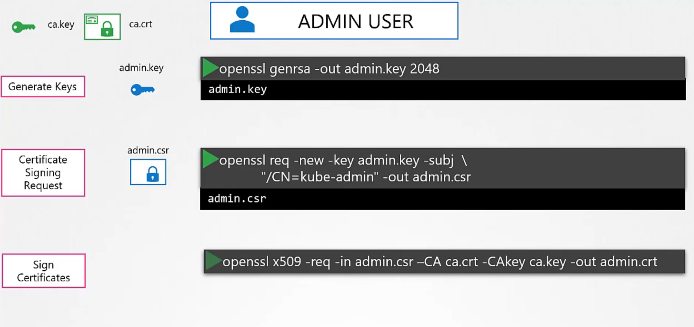 ca.key
ca.crt
ADMIN USER
admin.key
Generate Keys
openssl genrsa -out admin.key 2048
admin.key
admin.csr
Certificate
Signing
Request
openssl req -new -key admin.key -subj \
"/CN=kube-admin" -out admin.csr
admin.csr
Sign
Certificates
openssl x509 -req -in admin.csr –CA ca.crt -CAkey ca.key -out admin.crt